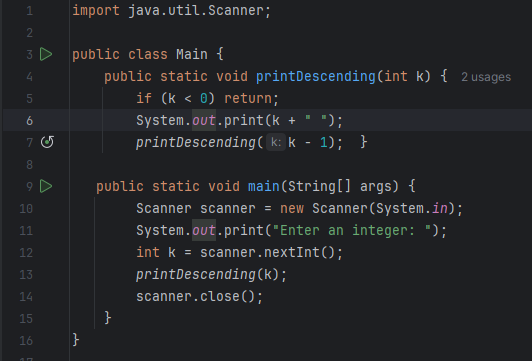 1 import java.util.Scanner;
2
3 public class Main {
4 public static void printDescending(int k) { 2 usages
5 if (k < 0) return;
6 System.out.print(k + " ");
7 printDescending( k: k - 1); }
8
9 public static void main(String[] args) {
10 Scanner scanner = new Scanner(System.in);
11 System.out.print("Enter an integer: ");
12 int k = scanner.nextInt();
13 printDescending(k);
14 scanner.close();
15 }
16 }